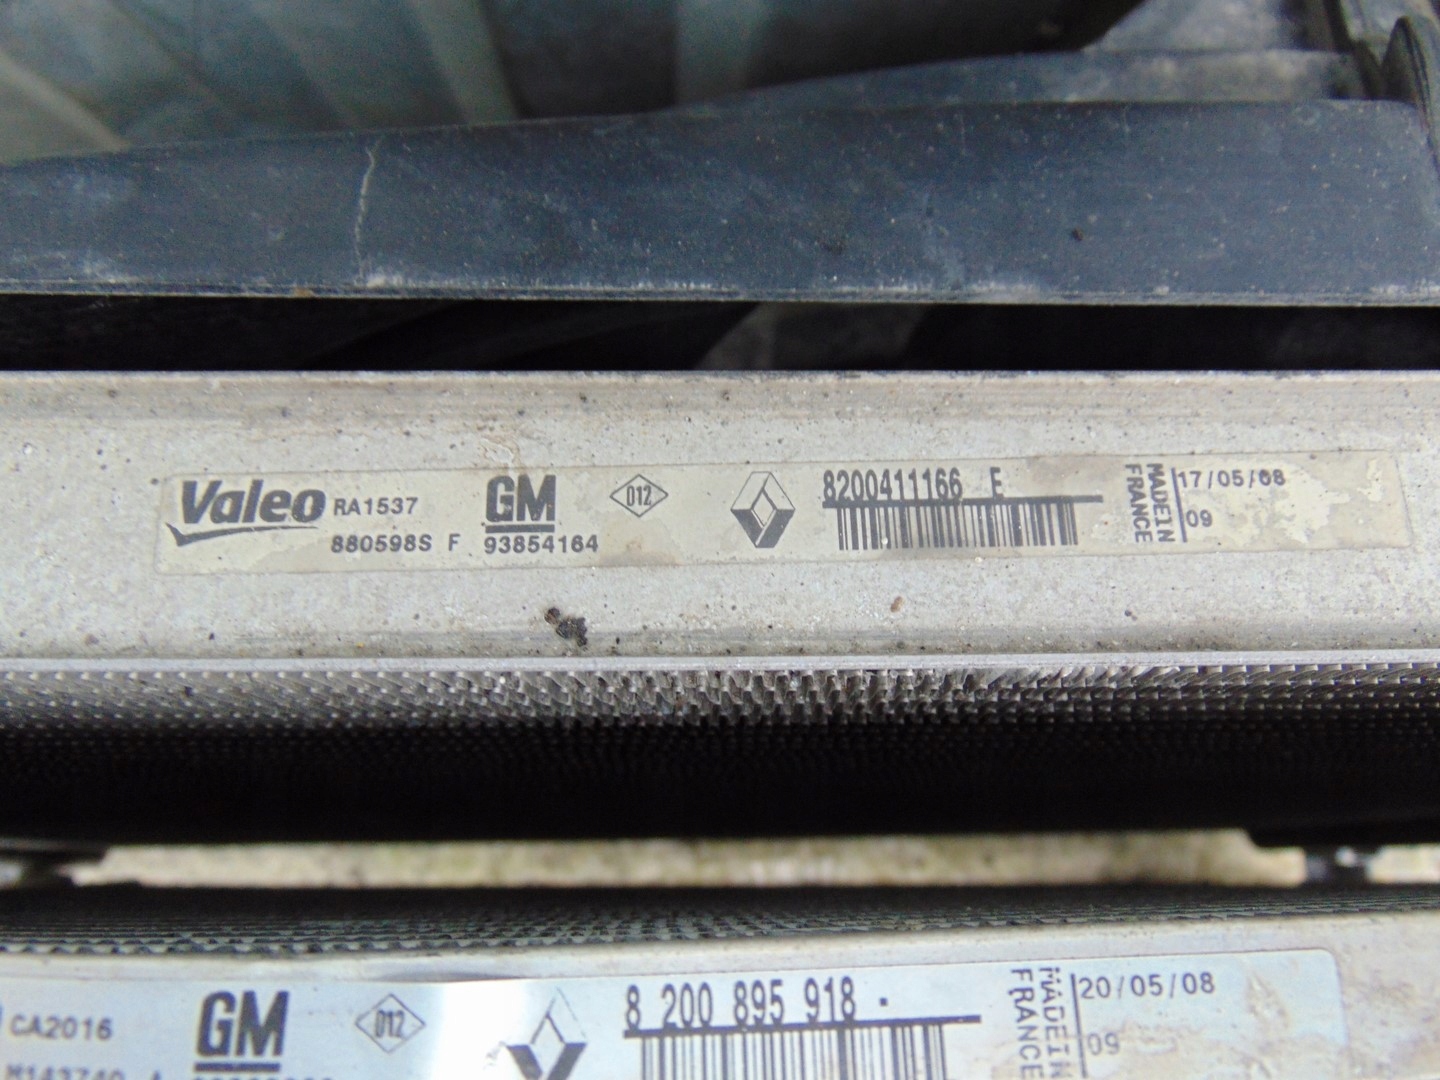 Valeo RA1537 GM D12 8200411166 E MADE IN FRANCE 17/05/08
880598S F 93854164 09
CA2016 GM D12 8 200 895 918 . MADE IN FRANCE 20/05/08
09